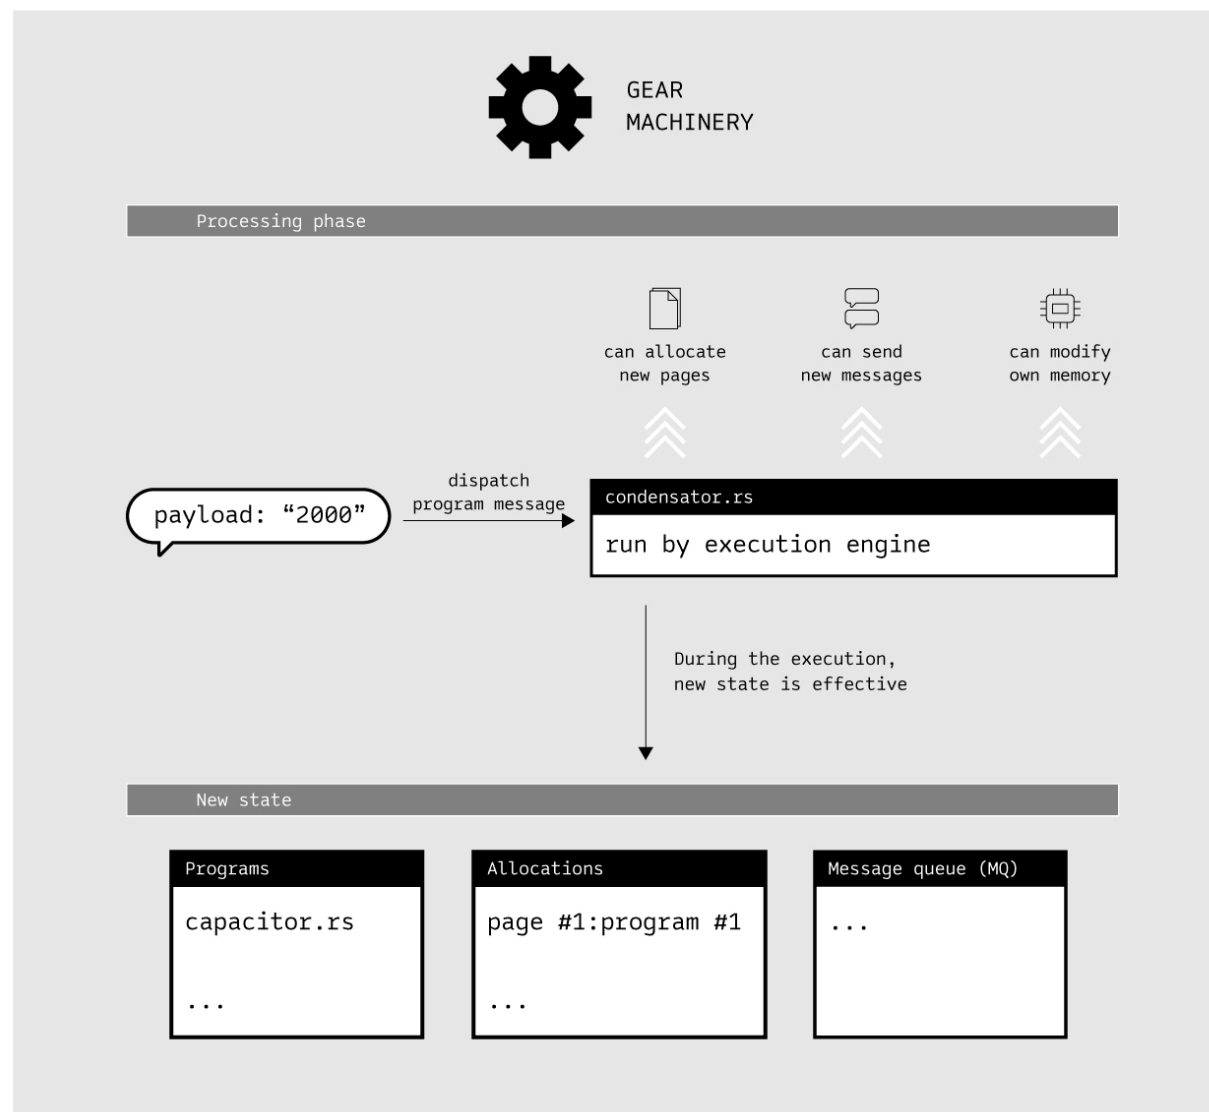 GEAR
MACHINERY
Processing phase
can allocate
new pages
can send
new messages
can modify
own memory
dispatch
program message
payload: “2000”
condensator.rs
run by execution engine
During the execution,
new state is effective
New state
Programs
capacitor.rs
...
Allocations
page #1:program #1
...
Message queue (MQ)
...